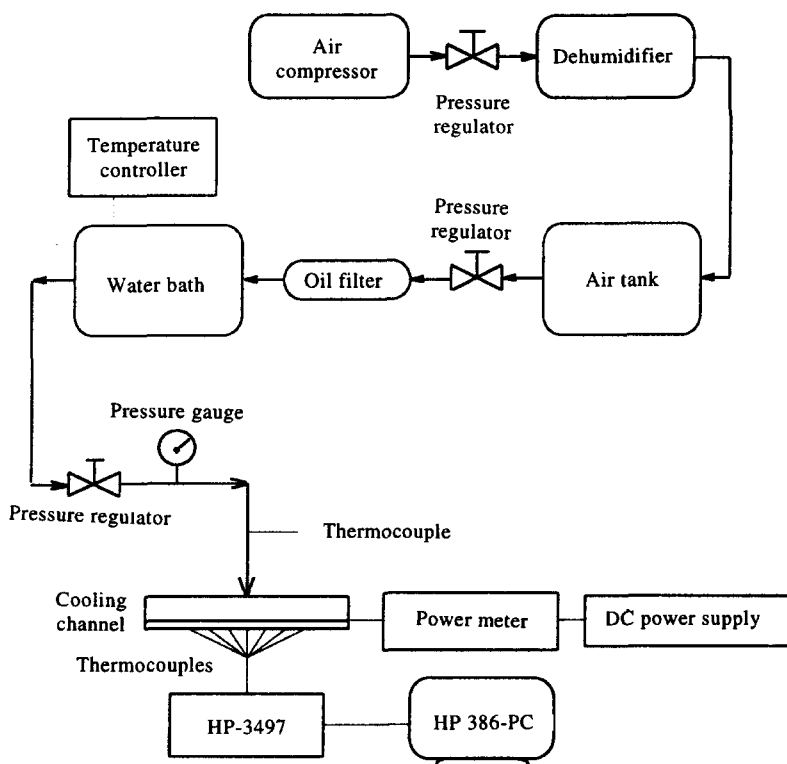 Air
compressor
Dehumidifier
Pressure
regulator
Temperature
controller
Pressure
regulator
Water bath
Oil filter
Air tank
Pressure gauge
Pressure regulator
Thermocouple
Cooling
channel
Power meter
DC power supply
Thermocouples
HP-3497
HP 386-PC